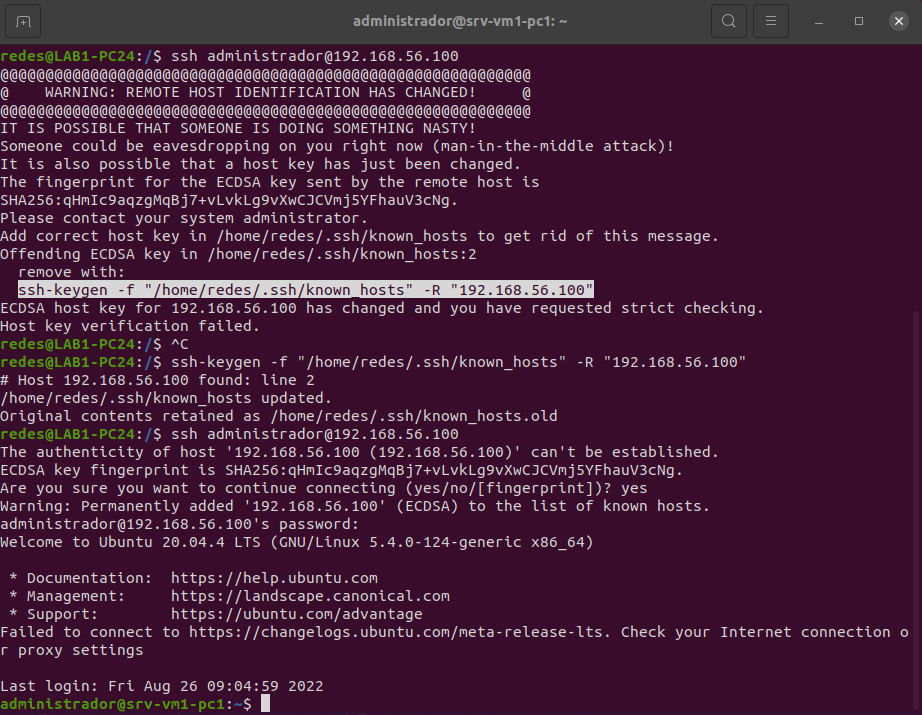 administrador@srv-vm1-pc1: ~
redes@LAB1-PC24:/$ ssh administrador@192.168.56.100
@@@@@@@@@@@@@@@@@@@@@@@@@@@@@@@@@@@@@@@@@@@@@@@@@@@@@@@@@@@
@    WARNING: REMOTE HOST IDENTIFICATION HAS CHANGED!     @
@@@@@@@@@@@@@@@@@@@@@@@@@@@@@@@@@@@@@@@@@@@@@@@@@@@@@@@@@@@
IT IS POSSIBLE THAT SOMEONE IS DOING SOMETHING NASTY!
Someone could be eavesdropping on you right now (man-in-the-middle attack)!
It is also possible that a host key has just been changed.
The fingerprint for the ECDSA key sent by the remote host is
SHA256:qHmIc9aqzgMqBj7+vLvkLg9vXwCJCVmj5YFhauV3cNg.
Please contact your system administrator.
Add correct host key in /home/redes/.ssh/known_hosts to get rid of this message.
Offending ECDSA key in /home/redes/.ssh/known_hosts:2
  remove with:
  ssh-keygen -f "/home/redes/.ssh/known_hosts" -R "192.168.56.100"
ECDSA host key for 192.168.56.100 has changed and you have requested strict checking.
Host key verification failed.
redes@LAB1-PC24:/$ ^C
redes@LAB1-PC24:/$ ssh-keygen -f "/home/redes/.ssh/known_hosts" -R "192.168.56.100"
# Host 192.168.56.100 found: line 2
/home/redes/.ssh/known_hosts updated.
Original contents retained as /home/redes/.ssh/known_hosts.old
redes@LAB1-PC24:/$ ssh administrador@192.168.56.100
The authenticity of host '192.168.56.100 (192.168.56.100)' can't be established.
ECDSA key fingerprint is SHA256:qHmIc9aqzgMqBj7+vLvkLg9vXwCJCVmj5YFhauV3cNg.
Are you sure you want to continue connecting (yes/no/[fingerprint])? yes
Warning: Permanently added '192.168.56.100' (ECDSA) to the list of known hosts.
administrador@192.168.56.100's password:
Welcome to Ubuntu 20.04.4 LTS (GNU/Linux 5.4.0-124-generic x86_64)

 * Documentation:  https://help.ubuntu.com
 * Management:     https://landscape.canonical.com
 * Support:        https://ubuntu.com/advantage
Failed to connect to https://changelogs.ubuntu.com/meta-release-lts. Check your Internet connection o
r proxy settings

Last login: Fri Aug 26 09:04:59 2022
administrador@srv-vm1-pc1:~$